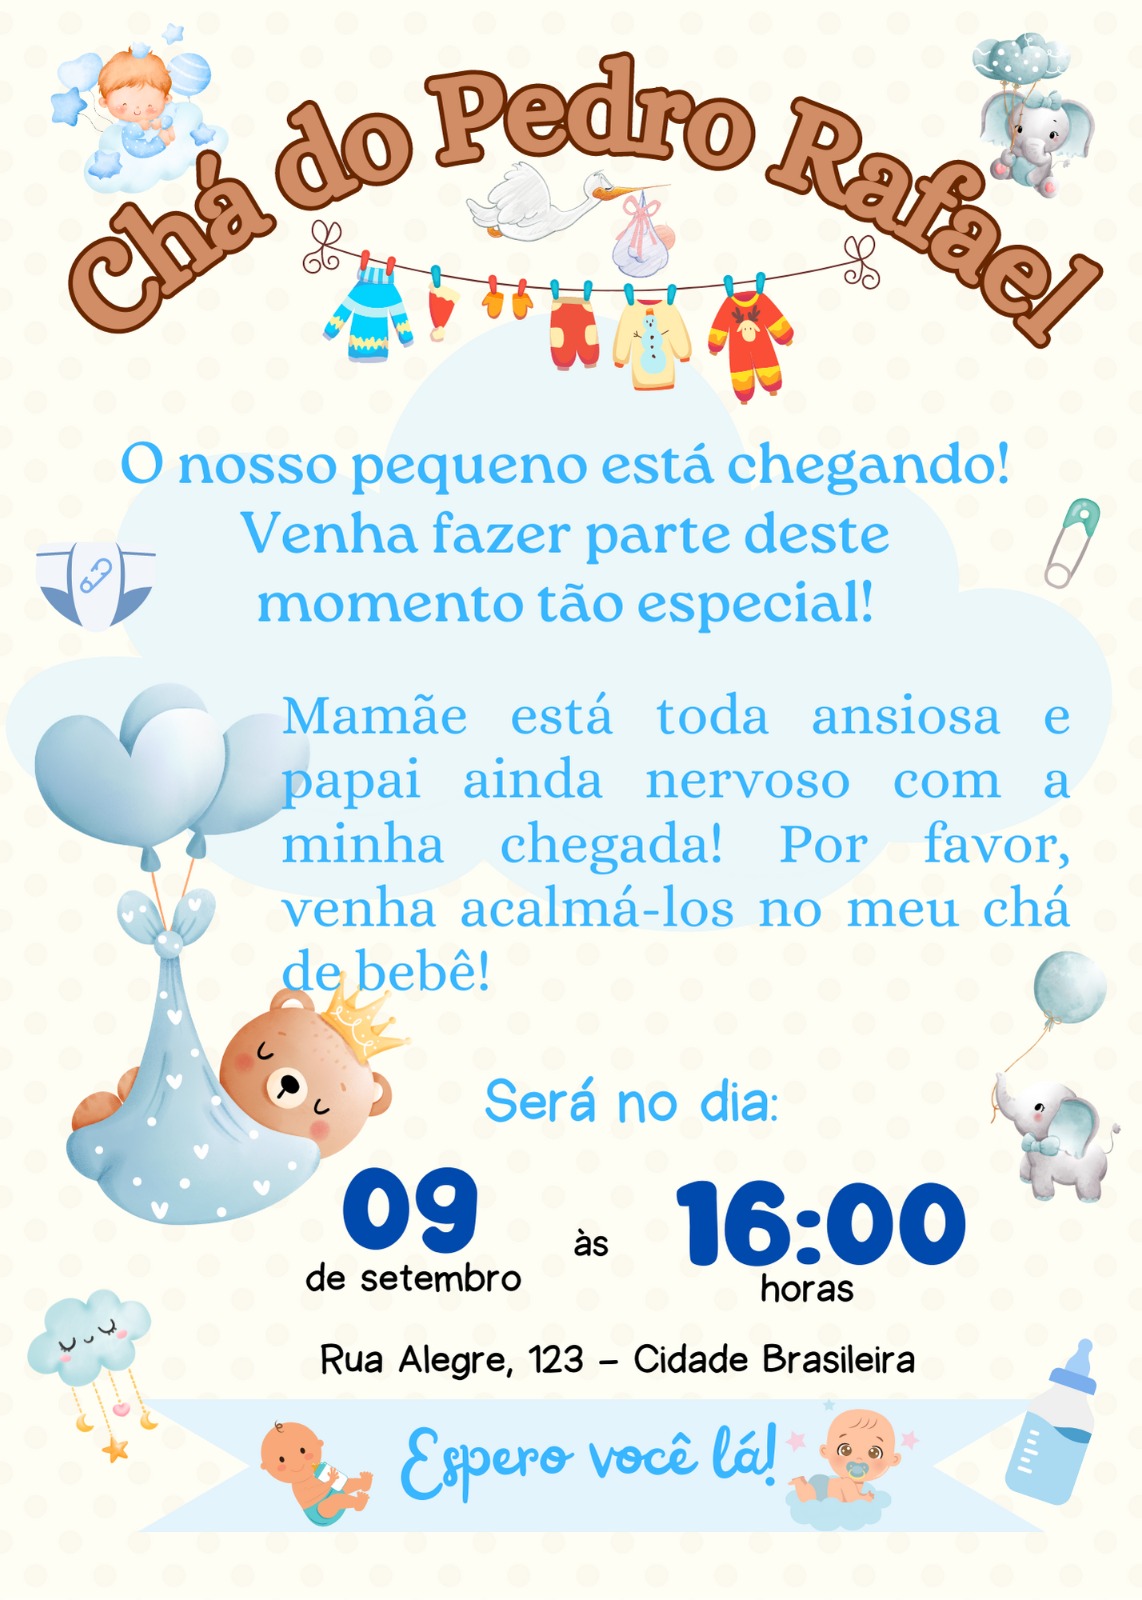 Chá do Pedro Rafael
O nosso pequeno está chegando!
Venha fazer parte deste
momento tão especial!
Mamãe está toda ansiosa e
papai ainda nervoso com a
minha chegada! Por favor,
venha acalmá-los no meu chá
de bebê!
Será no dia:
09 às 16:00
de setembro horas
Rua Alegre, 123 – Cidade Brasileira
Espero você lá!